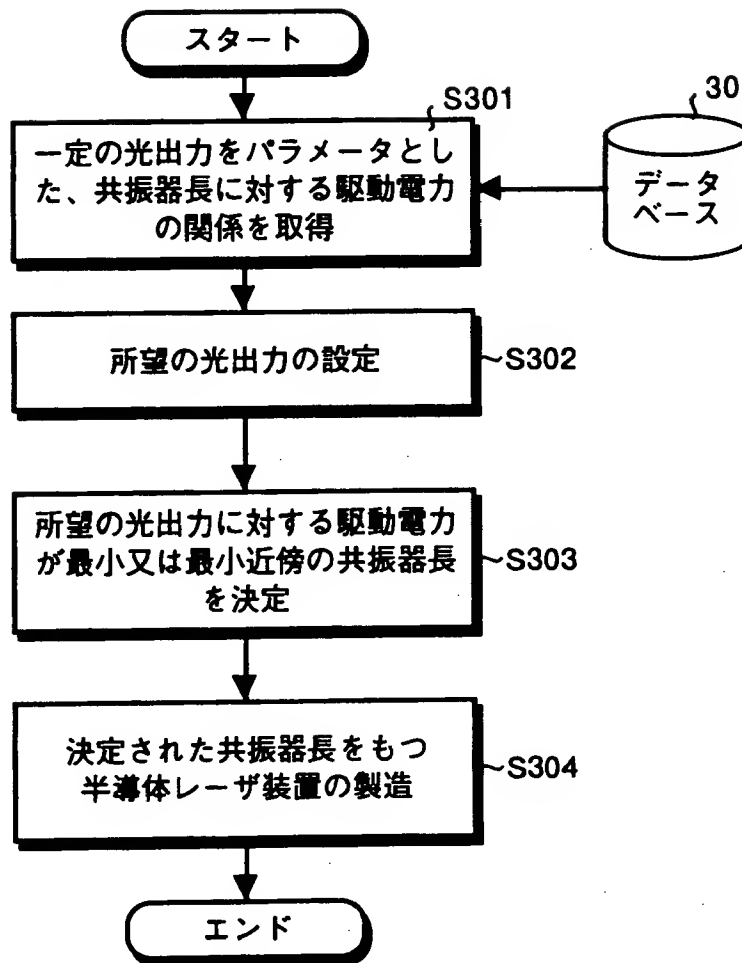 スタート
S301
30
一定の光出力をパラメータとし
た、共振器長に対する駆動電力
の関係を取得
データ
ベース
所望の光出力の設定
S302
所望の光出力に対する駆動電力
が最小又は最小近傍の共振器長
を決定
S303
決定された共振器長をもつ
半導体レーザ装置の製造
S304
エンド